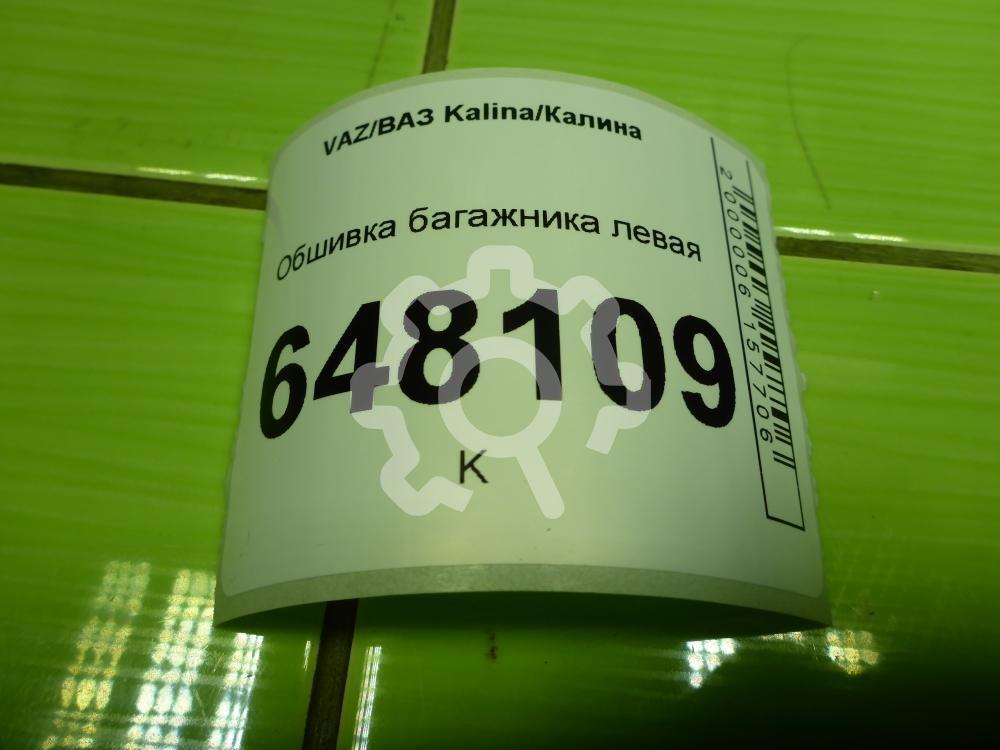 VAZ/ВАЗ Kalina/Калина
Обшивка багажника левая
648109
К
2000006157706